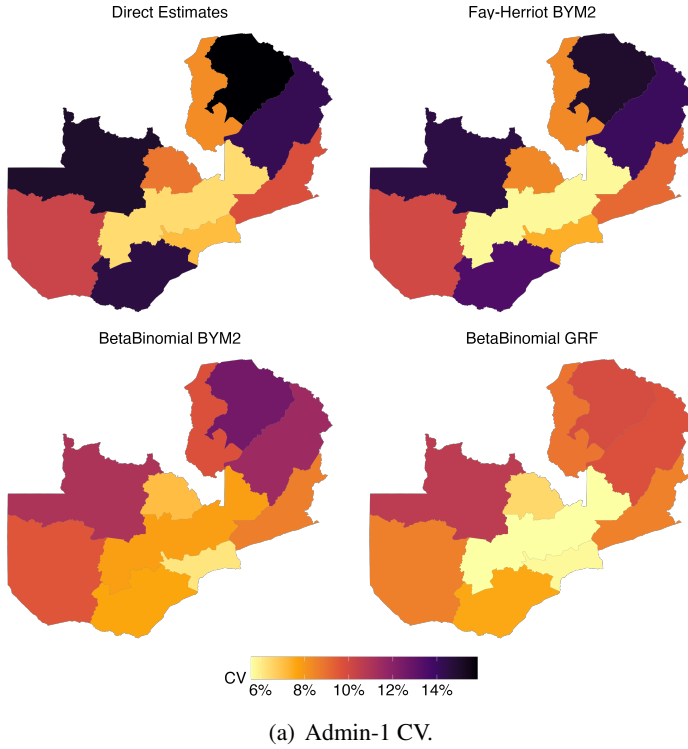 Direct Estimates
Fay-Herriot BYM2
BetaBinomial BYM2
BetaBinomial GRF
CV
6% 8% 10% 12% 14%
(a) Admin-1 CV.